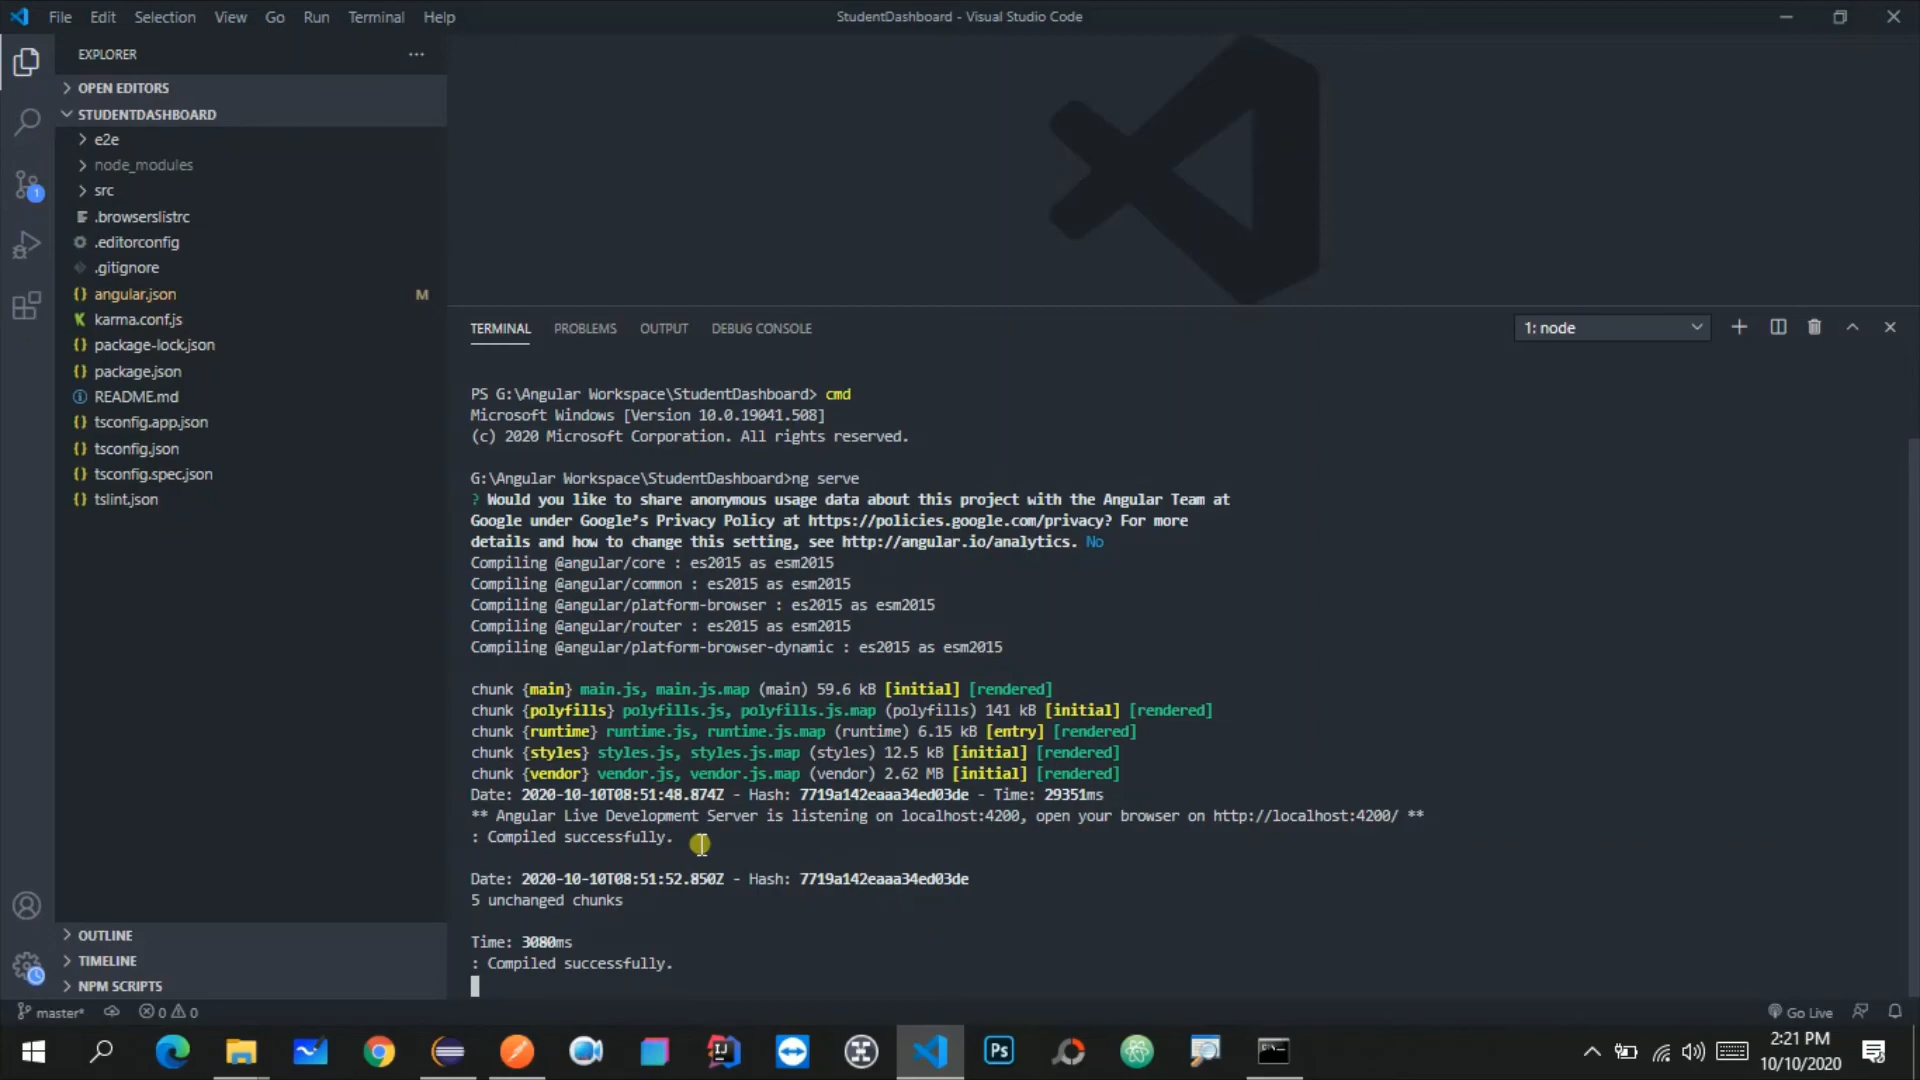 File Edit Selection View Go Run Terminal Help
StudentDashboard - Visual Studio Code
EXPLORER
OPEN EDITORS
STUDENTDASHBOARD
e2e
node_modules
src
.browserslistrc
.editorconfig
.gitignore
angular.json M
karma.conf.js
package-lock.json
package.json
README.md
tsconfig.app.json
tsconfig.json
tsconfig.spec.json
tslint.json
OUTLINE
TIMELINE
NPM SCRIPTS
TERMINAL PROBLEMS OUTPUT DEBUG CONSOLE
1: node
PS G:\Angular Workspace\StudentDashboard> cmd
Microsoft Windows [Version 10.0.19041.508]
(c) 2020 Microsoft Corporation. All rights reserved.
G:\Angular Workspace\StudentDashboard>ng serve
? Would you like to share anonymous usage data about this project with the Angular Team at
Google under Google’s Privacy Policy at https://policies.google.com/privacy? For more
details and how to change this setting, see http://angular.io/analytics. No
Compiling @angular/core : es2015 as esm2015
Compiling @angular/common : es2015 as esm2015
Compiling @angular/platform-browser : es2015 as esm2015
Compiling @angular/router : es2015 as esm2015
Compiling @angular/platform-browser-dynamic : es2015 as esm2015
chunk {main} main.js, main.js.map (main) 59.6 kB [initial] [rendered]
chunk {polyfills} polyfills.js, polyfills.js.map (polyfills) 141 kB [initial] [rendered]
chunk {runtime} runtime.js, runtime.js.map (runtime) 6.15 kB [entry] [rendered]
chunk {styles} styles.js, styles.js.map (styles) 12.5 kB [initial] [rendered]
chunk {vendor} vendor.js, vendor.js.map (vendor) 2.62 MB [initial] [rendered]
Date: 2020-10-10T08:51:48.874Z - Hash: 7719a142eaaa34ed03de - Time: 29351ms
** Angular Live Development Server is listening on localhost:4200, open your browser on http://localhost:4200/ **
: Compiled successfully.
Date: 2020-10-10T08:51:52.850Z - Hash: 7719a142eaaa34ed03de
5 unchanged chunks
Time: 3080ms
: Compiled successfully.
1
master* 0 0
Go Live
IJ
Ps
2:21 PM
10/10/2020